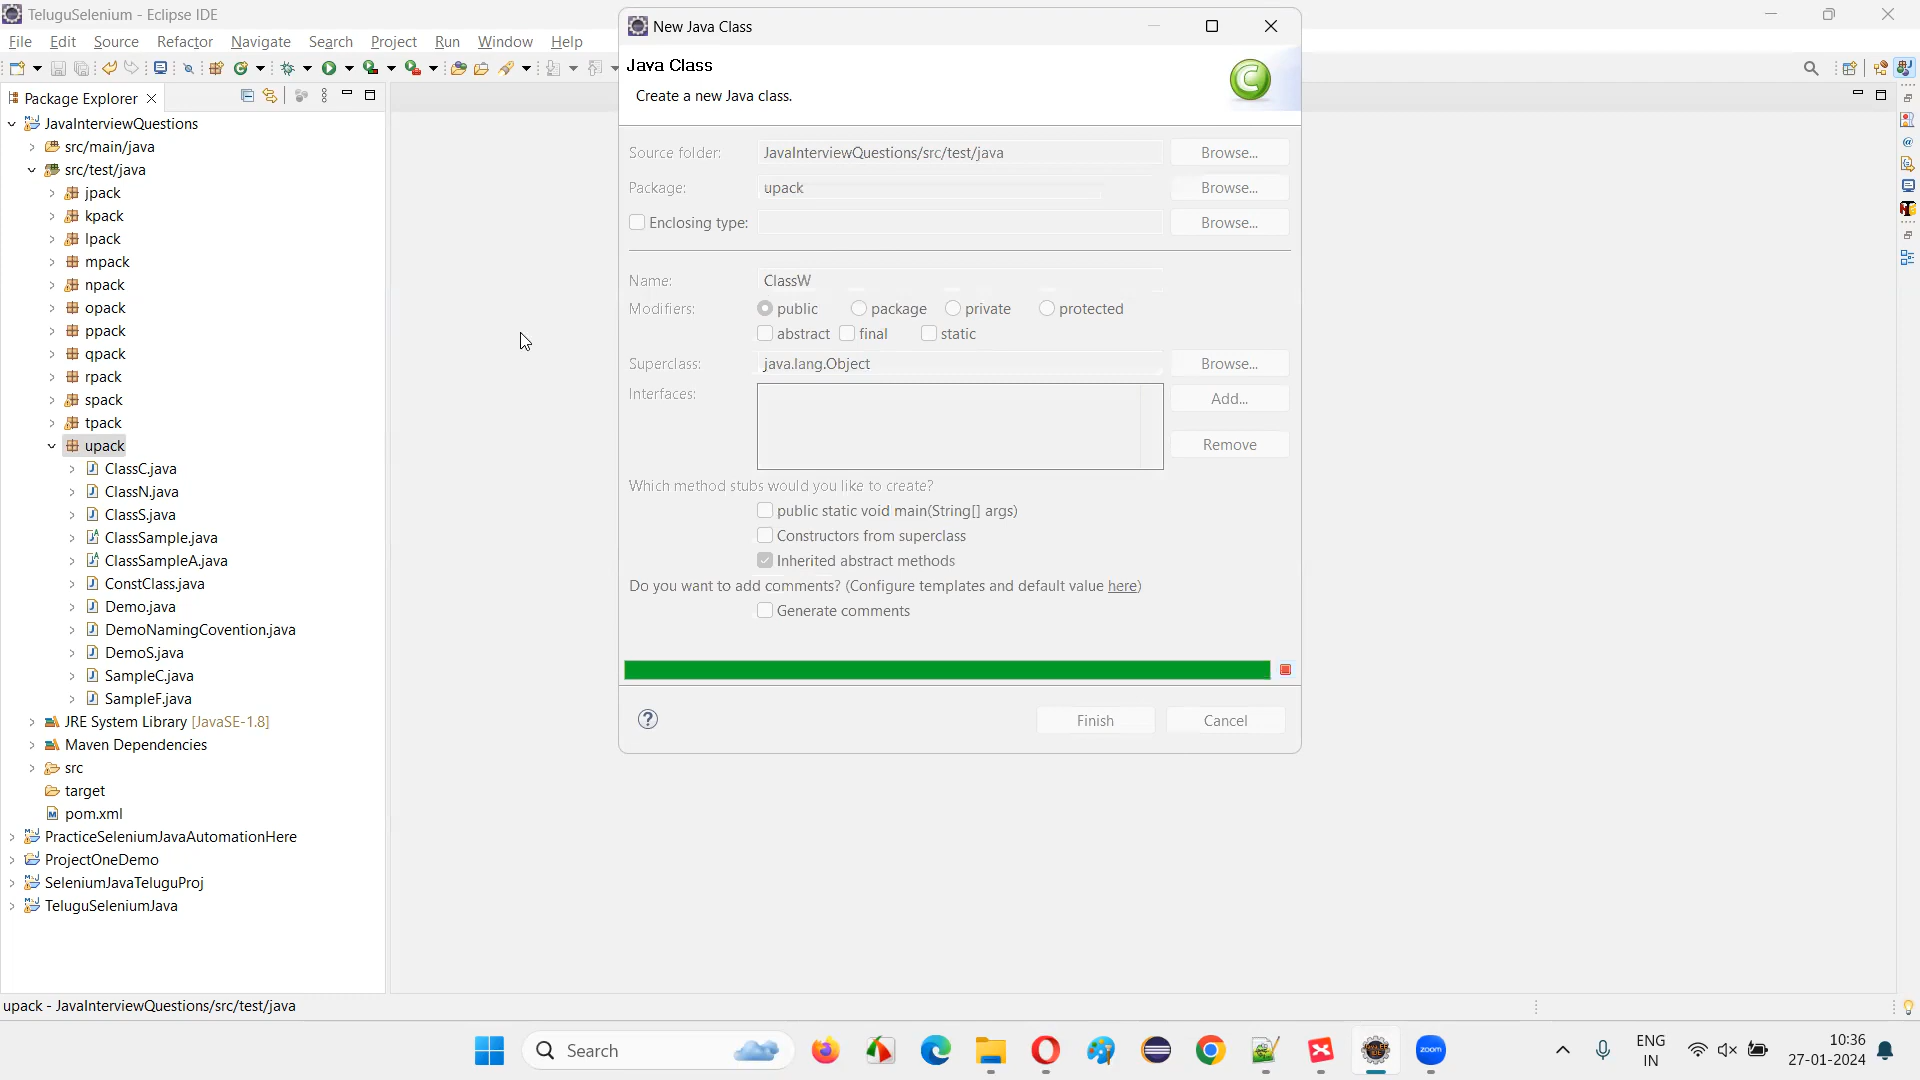 TeluguSelenium - Eclipse IDE
File Edit Source Refactor Navigate Search Project Run Window Help
Package Explorer
JavaInterviewQuestions
src/main/java
src/test/java
jpack
kpack
lpack
mpack
npack
opack
ppack
qpack
rpack
spack
tpack
upack
ClassC.java
ClassN.java
ClassS.java
ClassSample.java
ClassSampleA.java
ConstClass.java
Demo.java
DemoNamingCovention.java
DemoS.java
SampleC.java
SampleF.java
JRE System Library [JavaSE-1.8]
Maven Dependencies
src
target
pom.xml
PracticeSeleniumJavaAutomationHere
ProjectOneDemo
SeleniumJavaTeluguProj
TeluguSeleniumJava
New Java Class
Java Class
Create a new Java class.
Source folder: JavaInterviewQuestions/src/test/java Browse...
Package: upack Browse...
Enclosing type: Browse...
Name: ClassW
Modifiers: public package private protected
abstract final static
Superclass: java.lang.Object Browse...
Interfaces: Add...
Remove
Which method stubs would you like to create?
public static void main(String[] args)
Constructors from superclass
Inherited abstract methods
Do you want to add comments? (Configure templates and default value here)
Generate comments
Finish Cancel
upack - JavaInterviewQuestions/src/test/java
Search
zoom
ENG
IN
10:36
27-01-2024